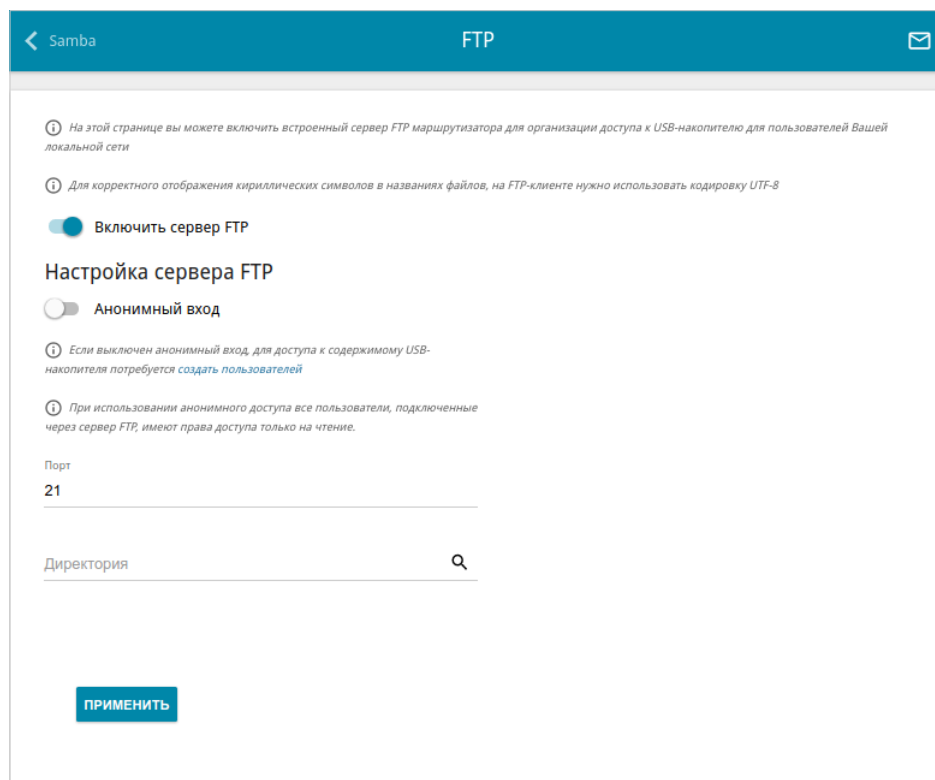 Samba
FTP
На этой странице вы можете включить встроенный сервер FTP маршрутизатора для организации доступа к USB-накопителю для пользователей Вашей
локальной сети
Для корректного отображения кириллических символов в названиях файлов, на FTP-клиенте нужно использовать кодировку UTF-8
Включить сервер FTP
Настройка сервера FTP
Анонимный вход
Если выключен анонимный вход, для доступа к содержимому USB-
накопителя потребуется создать пользователей
При использовании анонимного доступа все пользователи, подключенные
через сервер FTP, имеют права доступа только на чтение.
Порт
21
Директория
ПРИМЕНИТЬ